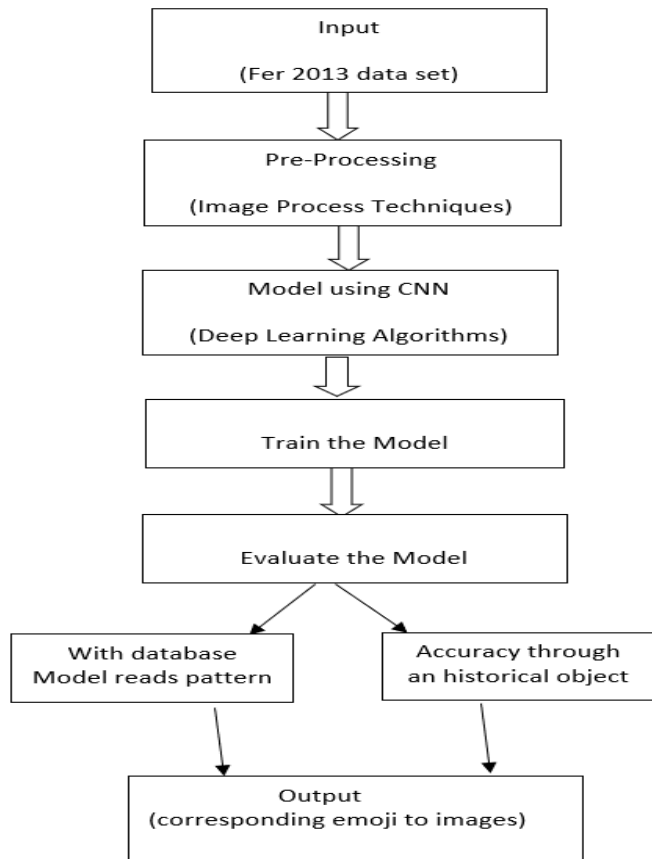 Input
(Fer 2013 data set)
Pre-Processing
(Image Process Techniques)
Model using CNN
(Deep Learning Algorithms)
Train the Model
Evaluate the Model
With database
Model reads pattern
Accuracy through
an historical object
Output
(corresponding emoji to images)